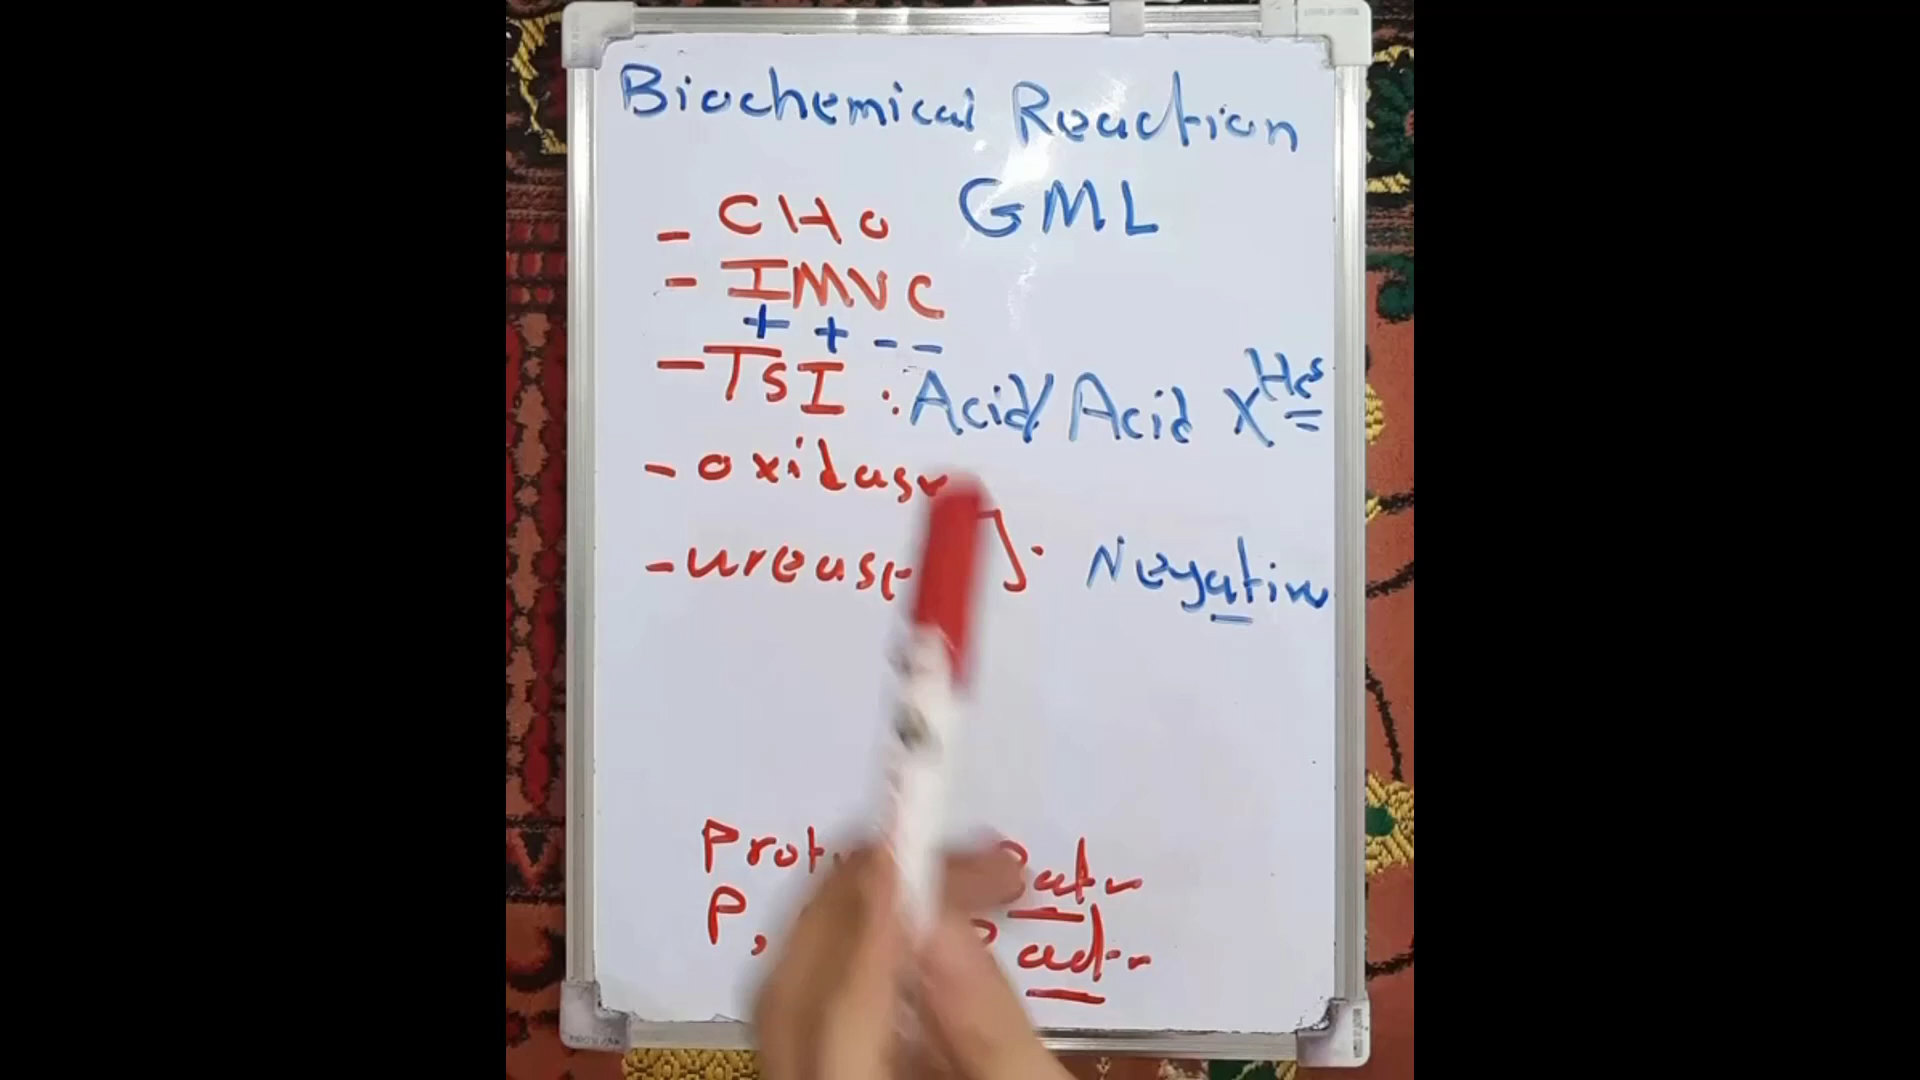 Biochemical Reaction
- CHO GML
- IMVC
+ + - -
- TSI : Acid/ Acid X H2S
- oxidase
- urease . Negative